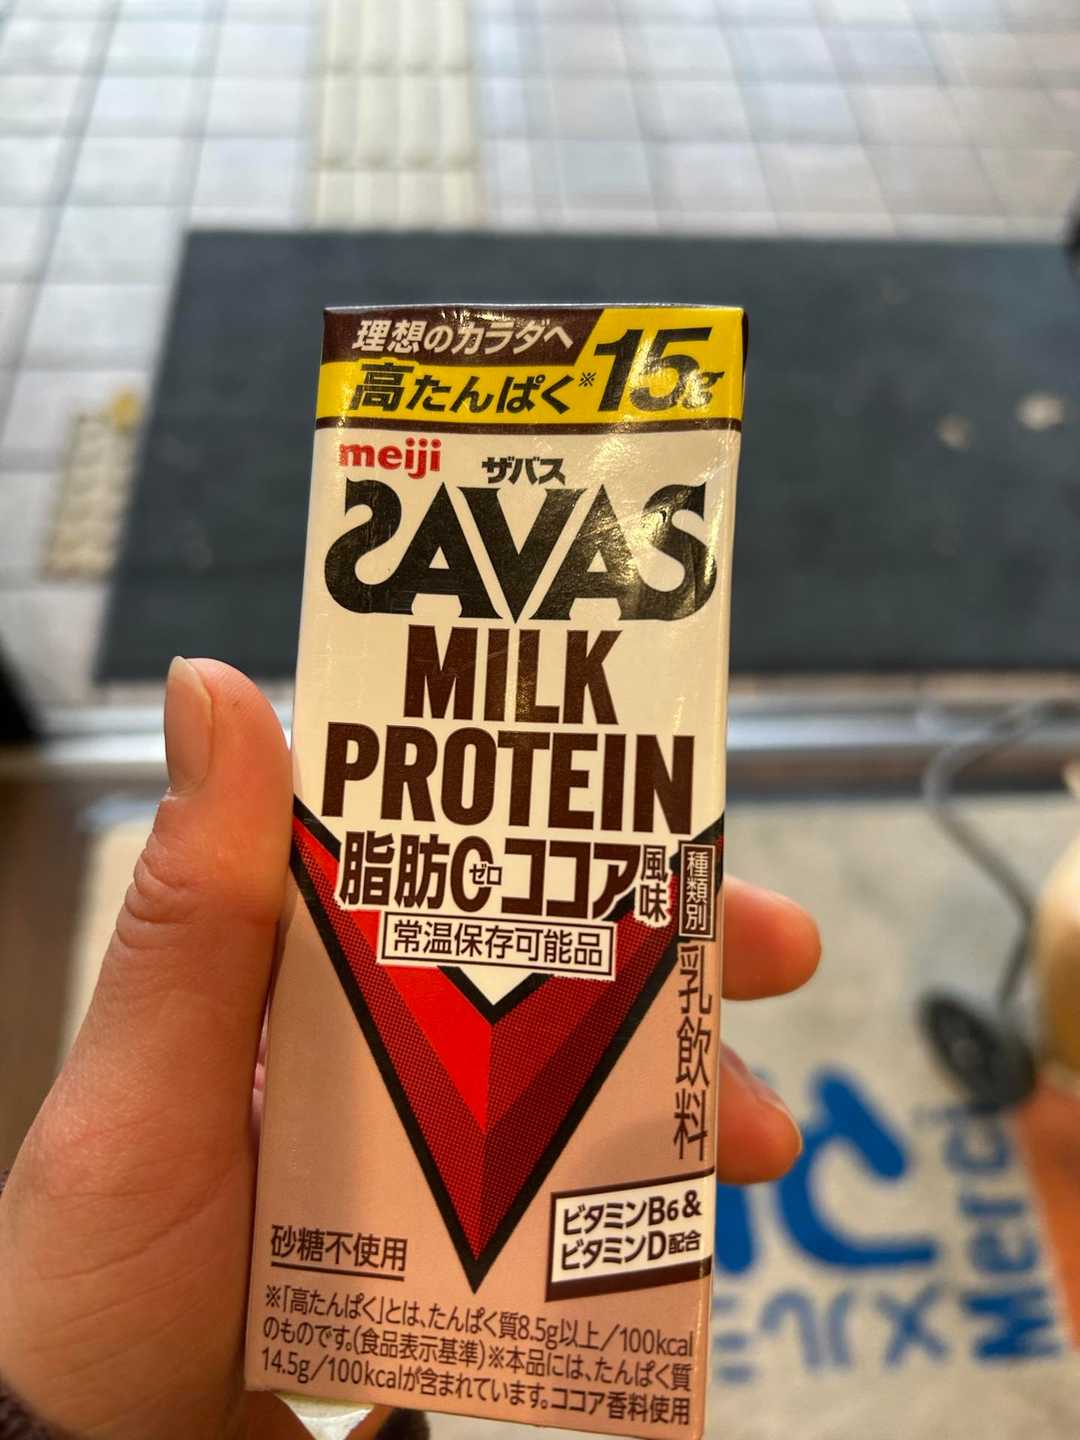 理想のカラダへ
高たんぱく※15g
meiji
ザバス
SAVAS
MILK
PROTEIN
脂肪0ゼロ ココア風味
常温保存可能品
種類別
乳飲料
ビタミンB6&
ビタミンD配合
砂糖不使用
※「高たんぱく」とは、たんぱく質8.5g以上/100kcal
のものです。(食品表示基準)※本品には、たんぱく質
14.5g/100kcalが含まれています。ココア香料使用
Merci
メルシ